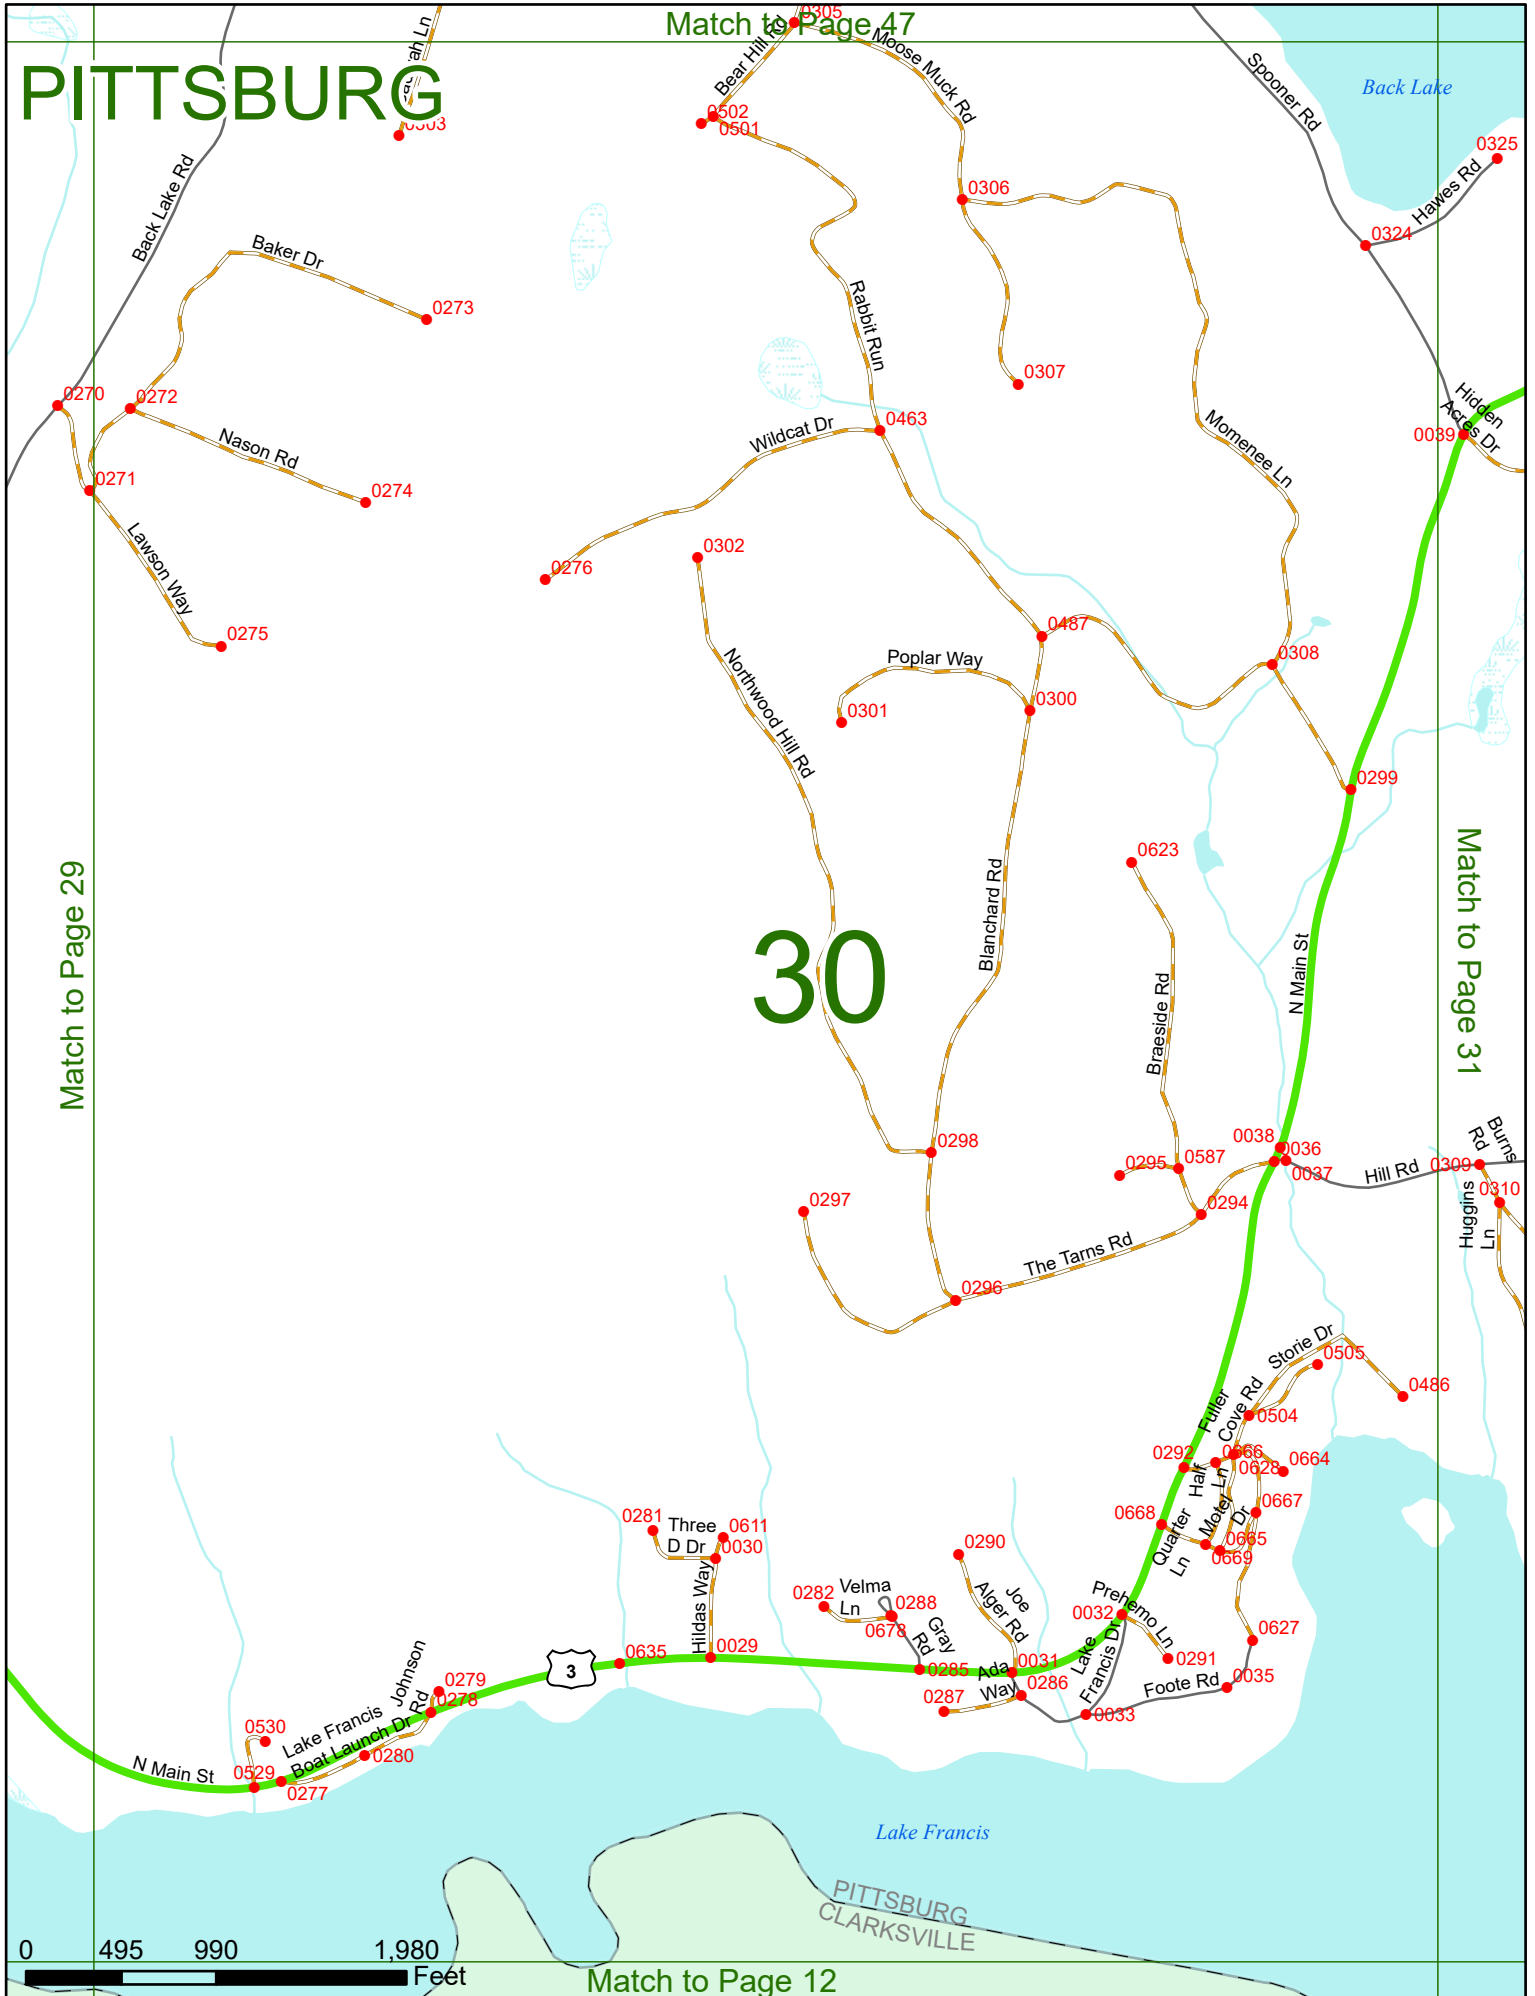 Match to Page 47
PITTSBURG
0305
Bear Hill Rd
Moose Muck Rd
0502
0501
0503
Spooner Rd
Back Lake
0325
Hawes Rd
0324
0306
Back Lake Rd
Baker Dr
0273
Rabbit Run
0307
0270
0272
Nason Rd
0271
0274
Lawson Way
0275
Wildcat Dr
0463
0276
Momenee Ln
Hidden
Acres Dr
0039
0302
0487
0308
Poplar Way
0301
0300
Northwood Hill Rd
0299
0623
Blanchard Rd
Braeside Rd
N Main St
Match to Page 29
30
Match to Page 31
0298
0295
0587
0038
0036
0037
Hill Rd
0309
Burns
Rd
0310
Huggins
Ln
0297
0294
The Tarns Rd
0296
Storie Dr
0505
0486
Fuller
Cove Rd
0504
0292
0666
0628
0664
Half
Ln
0668
Quarter
Ln
Motel
Dr
0667
0665
0669
0281
Three
D Dr
0611
0030
Hildas Way
0029
0282
Velma
Ln
0288
0678
Gray
Rd
0285
0290
Joe
Alger Rd
0031
Ada
Way
0286
0287
Prehemo Ln
0032
0291
Lake
Francis Dr
0033
Foote Rd
0035
0627
3
0635
Johnson
Rd
0279
0278
Lake Francis
Boat Launch Dr
0280
0530
0529
0277
N Main St
Lake Francis
PITTSBURG
CLARKSVILLE
0 495 990 1,980
Feet
Match to Page 12